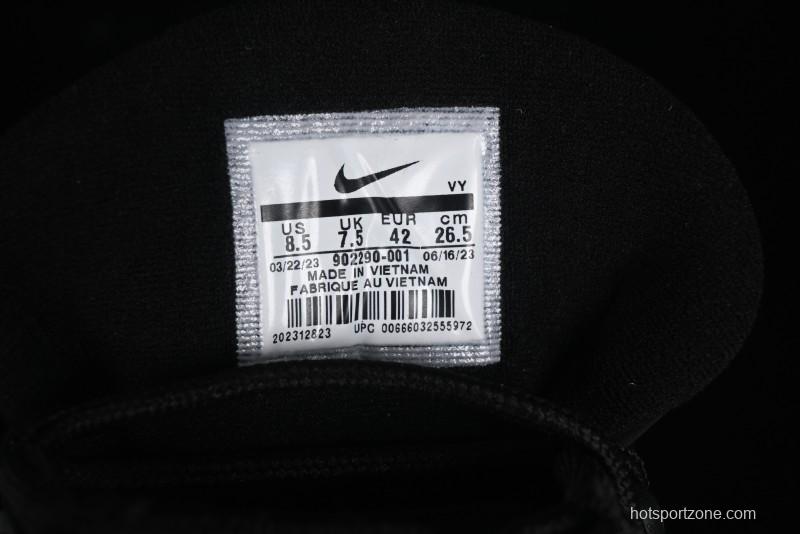 VY
US UK EUR cm
8.5 7.5 42 26.5
03/22/23 902290-001 06/16/23
MADE IN VIETNAM
FABRIQUE AU VIETNAM
202312823 UPC 00666032555972
hotsportzone.com